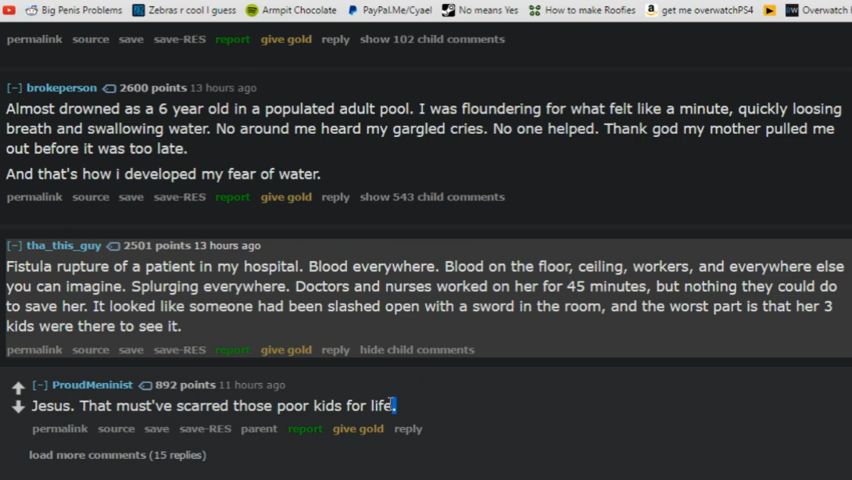 Big Penis Problems Zebras r cool I guess Armpit Chocolate PayPal.Me/Cyael No means Yes How to make Roofies get me overwatchPS4 Overwatch
permalink source save save-RES report give gold reply show 102 child comments
[-] brokeperson 2600 points 13 hours ago
Almost drowned as a 6 year old in a populated adult pool. I was floundering for what felt like a minute, quickly loosing
breath and swallowing water. No around me heard my gargled cries. No one helped. Thank god my mother pulled me
out before it was too late.
And that's how i developed my fear of water.
permalink source save save-RES report give gold reply show 543 child comments
[-] tha_this_guy 2501 points 13 hours ago
Fistula rupture of a patient in my hospital. Blood everywhere. Blood on the floor, ceiling, workers, and everywhere else
you can imagine. Splurging everywhere. Doctors and nurses worked on her for 45 minutes, but nothing they could do
to save her. It looked like someone had been slashed open with a sword in the room, and the worst part is that her 3
kids were there to see it.
permalink source save save-RES report give gold reply hide child comments
[-] ProudMeninist 892 points 11 hours ago
Jesus. That must've scarred those poor kids for life.
permalink source save save-RES parent report give gold reply
load more comments (15 replies)